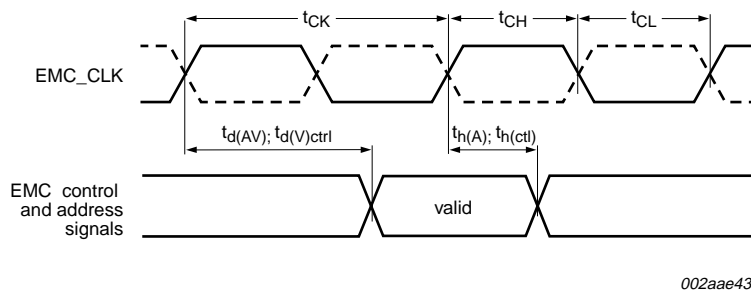 tCK
tCH
tCL
EMC_CLK
td(AV); td(V)ctrl
th(A); th(ctl)
EMC control
and address
signals
valid
002aae43